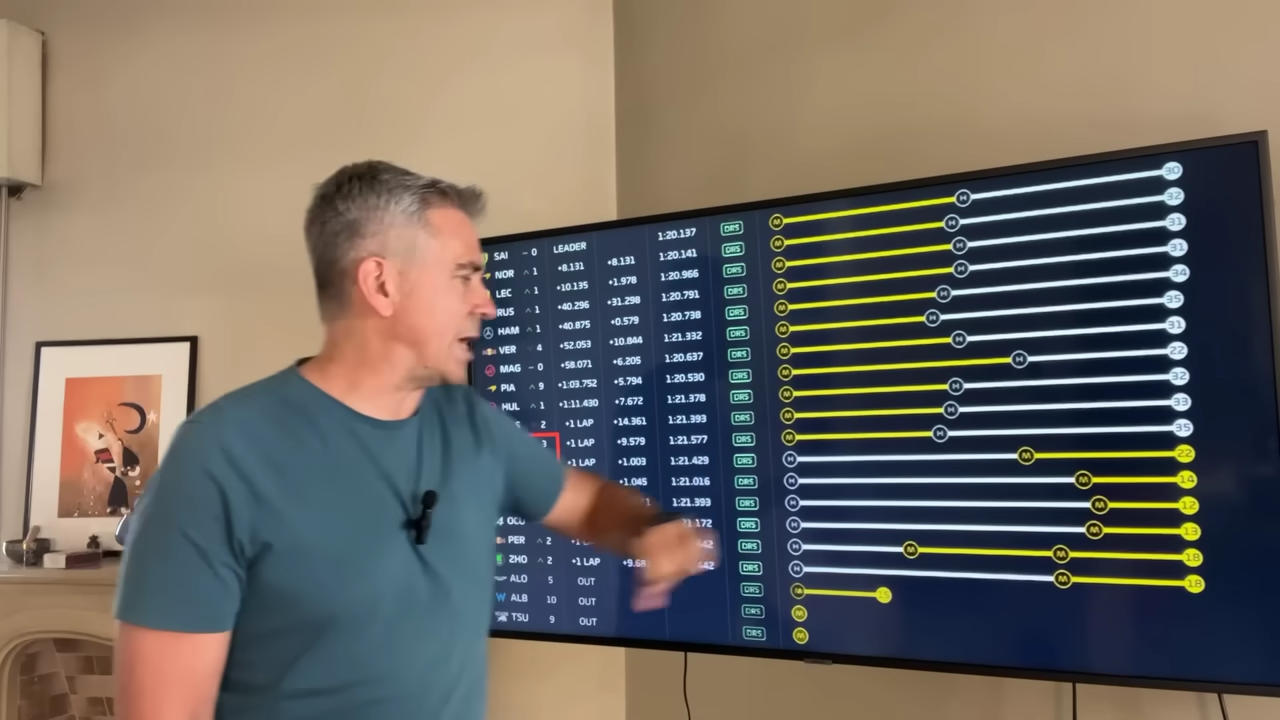 SAI – 0 LEADER 1:20.137 DRS M H 30
NOR ^ 1 +8.131 +8.131 1:20.141 DRS M H 32
LEC ^ 1 +10.135 +1.978 1:20.966 DRS M H 31
RUS ^ 1 +40.296 +31.298 1:20.791 DRS M H 31
HAM ^ 1 +40.875 +0.579 1:20.738 DRS M H 34
VER 4 +52.053 +10.844 1:21.332 DRS M H 35
MAG – 0 +58.071 +6.205 1:20.637 DRS M H 31
PIA ^ 9 +1:03.752 +5.794 1:20.530 DRS M H 22
HUL ^ 1 +1:11.430 +7.672 1:21.378 DRS M H 32
2 +1 LAP +14.361 1:21.393 DRS M H 33
+1 LAP +9.579 1:21.577 DRS M H 35
+1 LAP +1.003 1:21.429 DRS H M 22
+1.045 1:21.016 DRS H M 14
1:21.393 DRS H M 12
OCO DRS H M 13
PER ^ 2 DRS H M M 18
ZHO ^ 2 +1 LAP DRS H M 18
ALO 5 OUT DRS M 15
ALB 10 OUT DRS M
TSU 9 OUT DRS M